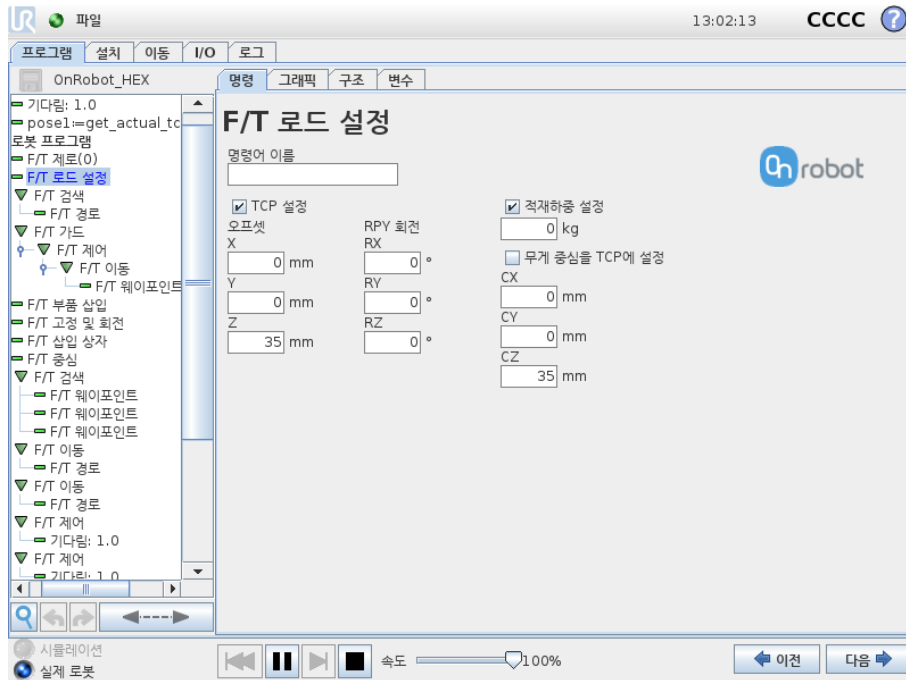 파일
13:02:13
CCCC
프로그램 설치 이동 I/O 로그
OnRobot_HEX
명령 그래픽 구조 변수
기다림: 1.0
pose1:=get_actual_tc
로봇 프로그램
F/T 제로(0)
F/T 로드 설정
F/T 검색
F/T 경로
F/T 가드
F/T 제어
F/T 이동
F/T 웨이포인트
F/T 부품 삽입
F/T 고정 및 회전
F/T 삽입 상자
F/T 중심
F/T 검색
F/T 웨이포인트
F/T 웨이포인트
F/T 웨이포인트
F/T 이동
F/T 경로
F/T 이동
F/T 경로
F/T 제어
기다림: 1.0
F/T 제어
기다림: 1.0
F/T 로드 설정
On robot
명령어 이름
TCP 설정
오프셋
X
0 mm
Y
0 mm
Z
35 mm
RPY 회전
RX
0 °
RY
0 °
RZ
0 °
적재하중 설정
0 kg
무게 중심을 TCP에 설정
CX
0 mm
CY
0 mm
CZ
35 mm
시뮬레이션
실제 로봇
속도 100%
이전
다음